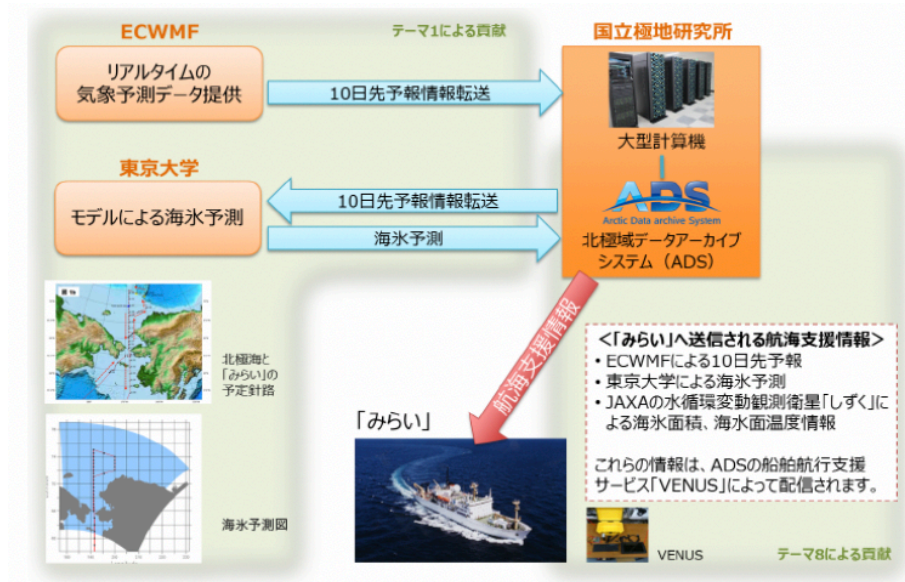 ECWMF
テーマ1による貢献
国立極地研究所
リアルタイムの
気象予測データ提供
10日先予報情報転送
大型計算機
東京大学
モデルによる海氷予測
10日先予報情報転送
海氷予測
ADS
Arctic Data archive System
北極域データアーカイブ
システム（ADS）
航海支援情報
北極海と
「みらい」の
予定針路
海氷予測図
「みらい」
＜「みらい」へ送信される航海支援情報＞
・ECWMFによる10日先予報
・東京大学による海氷予測
・JAXAの水循環変動観測衛星「しずく」に
よる海氷面積、海水面温度情報
これらの情報は、ADSの船舶航行支援
サービス「VENUS」によって配信されます。
VENUS
テーマ8による貢献